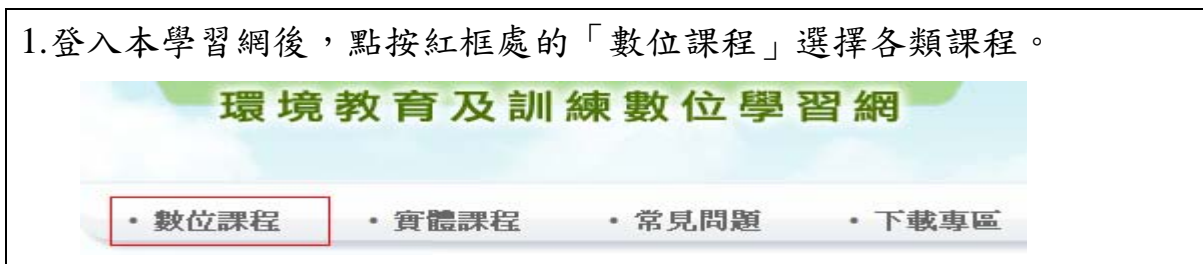 1.登入本學習網後，點按紅框處的「數位課程」選擇各類課程。
環境教育及訓練數位學習網
・數位課程 ・實體課程 ・常見問題 ・下載專區